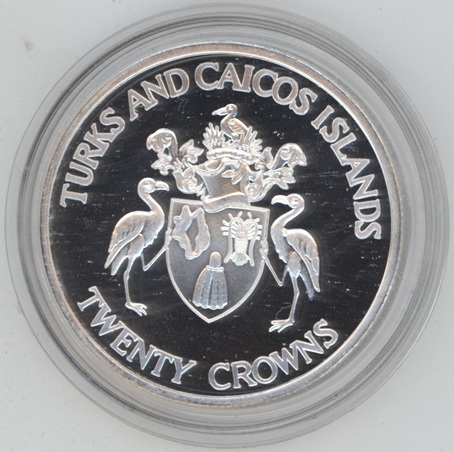 TURKS AND CAICOS ISLANDS
TWENTY CROWNS